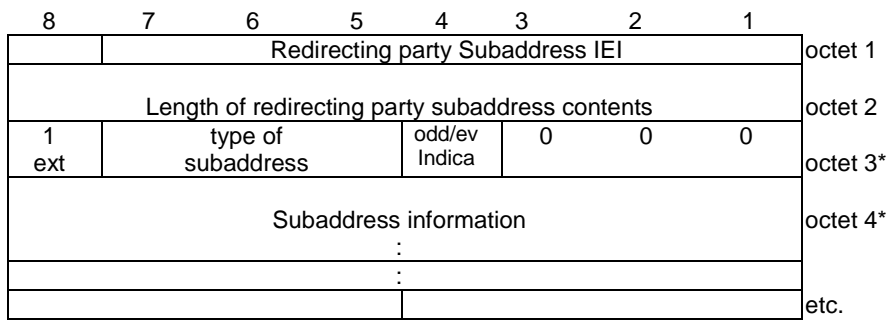 8 7 6 5 4 3 2 1
Redirecting party Subaddress IEI octet 1
Length of redirecting party subaddress contents octet 2
1 type of odd/ev 0 0 0
ext subaddress Indica octet 3*
Subaddress information octet 4*
:
:
etc.